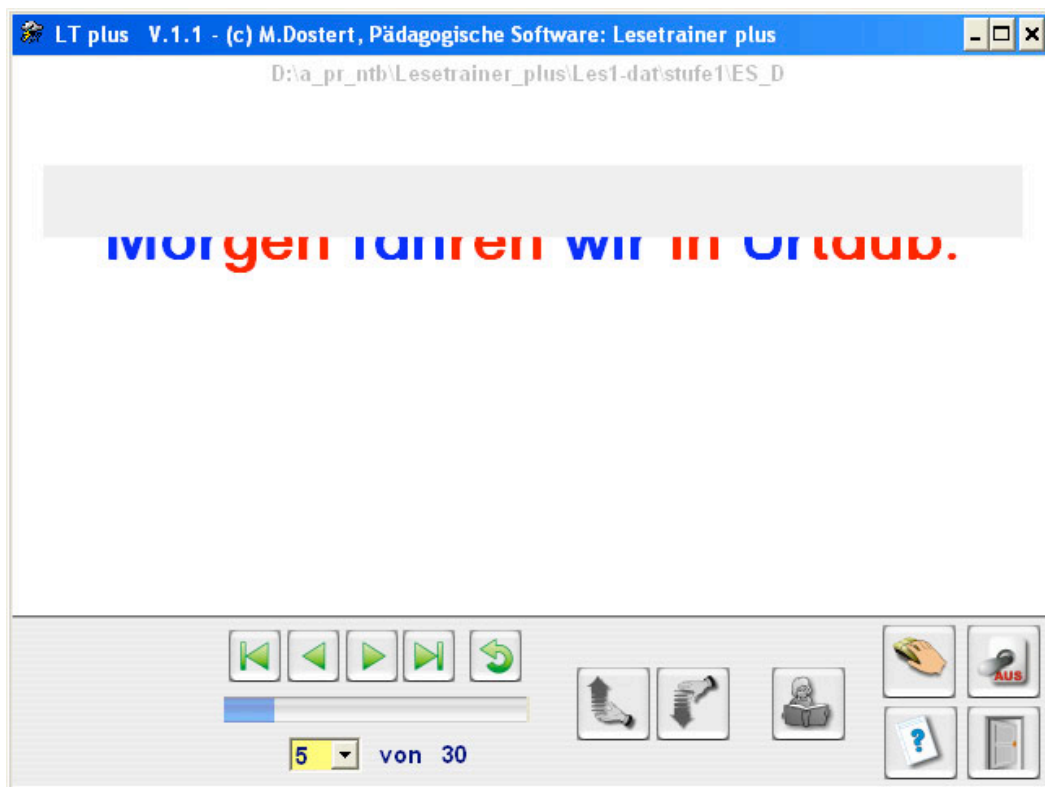 LT plus V.1.1 - (c) M.Dostert, Pädagogische Software: Lesetrainer plus
D:\a_pr_ntb\Lesetrainer_plus\Les1-dat\stufe1\ES_D
Morgen fahren wir in Urlaub.
AUS
5 von 30
?